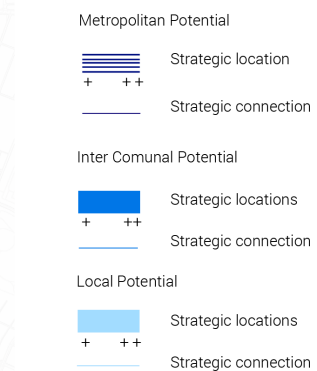 Metropolitan Potential
Strategic location
+ ++
Strategic connection
Inter Comunal Potential
Strategic locations
+ ++
Strategic connection
Local Potential
Strategic locations
+ ++
Strategic connection